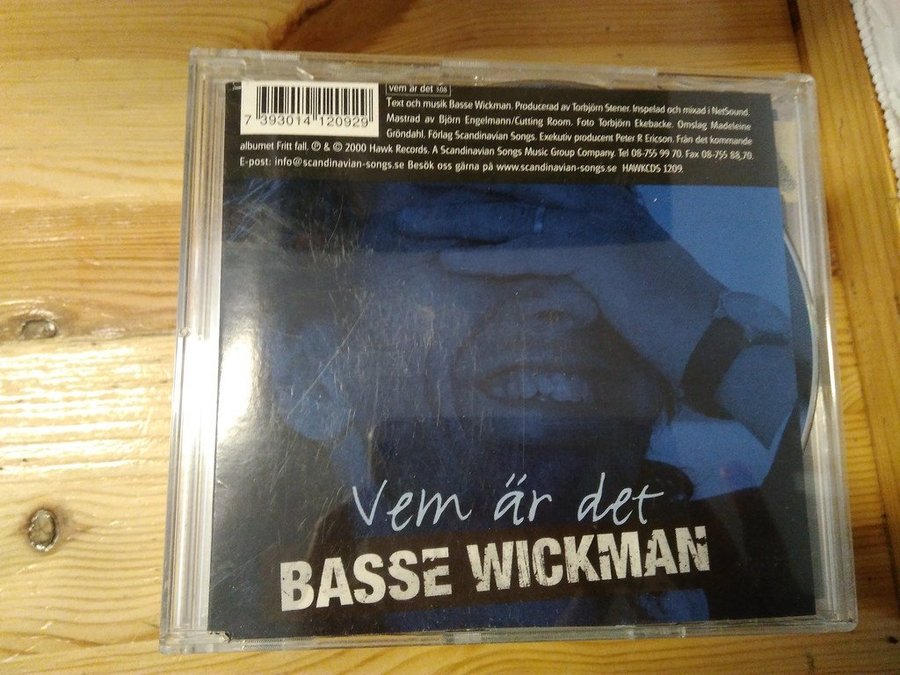 vem är det 3.08
Text och musik Basse Wickman. Producerad av Torbjörn Stener. Inspelad och mixad i NetSound.
Mastrad av Björn Engelmann/Cutting Room. Foto Torbjörn Ekebacke. Omslag Madeleine
Gröndahl. Förlag Scandinavian Songs. Exekutiv producent Peter R Ericson. Från det kommande
albumet Fritt fall. ℗ & © 2000 Hawk Records. A Scandinavian Songs Music Group Company. Tel 08-755 99 70. Fax 08-755 88,70.
E-post: info@scandinavian-songs.se Besök oss gärna på www.scandinavian-songs.se HAWKCDS 1209.
7 393014 120929
Vem är det
BASSE WICKMAN